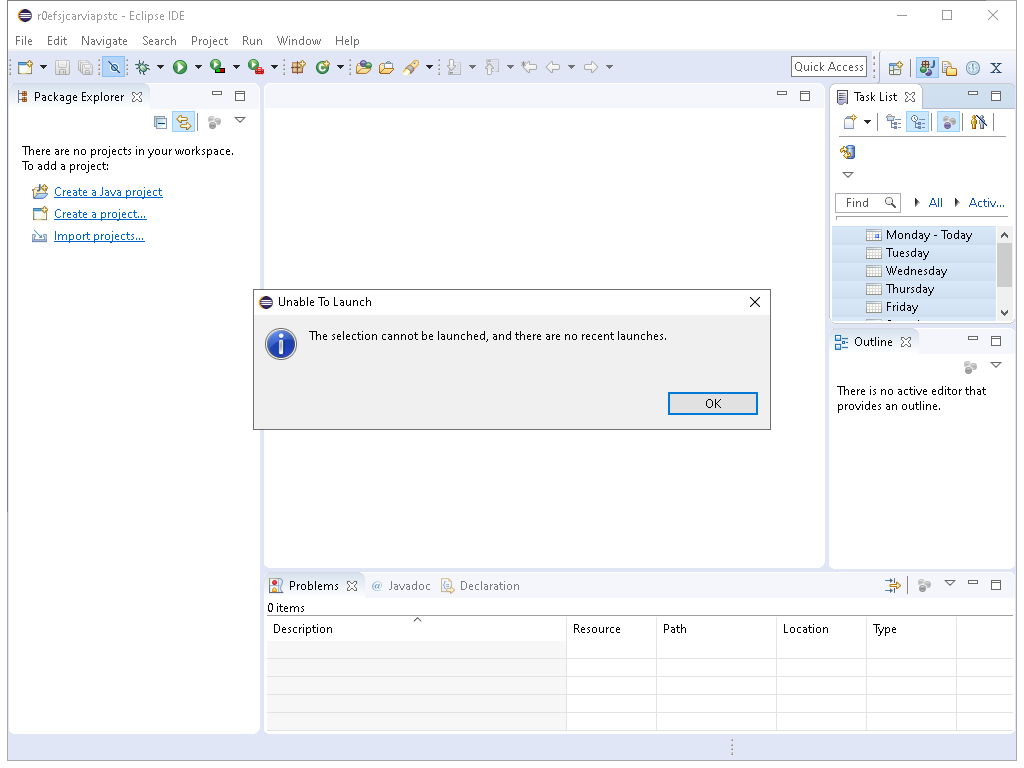 r0efsjcarviapstc - Eclipse IDE
File Edit Navigate Search Project Run Window Help
Quick Access
Package Explorer
There are no projects in your workspace.
To add a project:
Create a Java project
Create a project...
Import projects...
Task List
Find All Activ...
Monday - Today
Tuesday
Wednesday
Thursday
Friday
Outline
There is no active editor that
provides an outline.
Unable To Launch
The selection cannot be launched, and there are no recent launches.
OK
Problems @ Javadoc Declaration
0 items
Description Resource Path Location Type